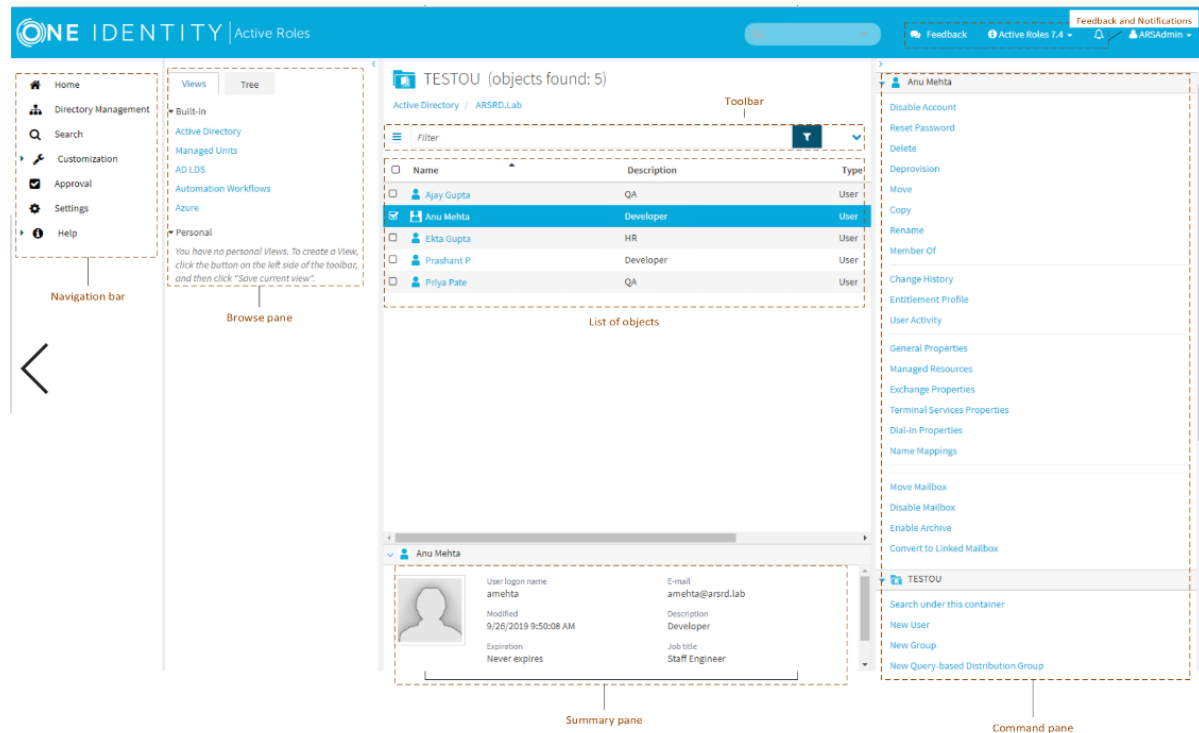 Feedback and Notifications
ONE IDENTITY Active Roles
Feedback
Active Roles 7.4
ARSAdmin
Home
Directory Management
Search
Customization
Approval
Settings
Help
Navigation bar
Views Tree
Built-in
Active Directory
Managed Units
AD LDS
Automation Workflows
Azure
Personal
You have no personal Views. To create a View,
click the button on the left side of the toolbar,
and then click "Save current view".
Browse pane
TESTOU (objects found: 5)
Active Directory / ARSRD.Lab
Toolbar
Filter
Name Description Type
Ajay Gupta QA User
Anu Mehta Developer User
Ekta Gupta HR User
Prashant P Developer User
Priya Pate QA User
List of objects
Anu Mehta
User logon name E-mail
amehta amehta@arsrd.lab
Modified Description
9/26/2019 9:50:08 AM Developer
Expiration Job title
Never expires Staff Engineer
Summary pane
Anu Mehta
Disable Account
Reset Password
Delete
Deprovision
Move
Copy
Rename
Member Of
Change History
Entitlement Profile
User Activity
General Properties
Managed Resources
Exchange Properties
Terminal Services Properties
Dial-in Properties
Name Mappings
Move Mailbox
Disable Mailbox
Enable Archive
Convert to Linked Mailbox
TESTOU
Search under this container
New User
New Group
New Query-based Distribution Group
Command pane